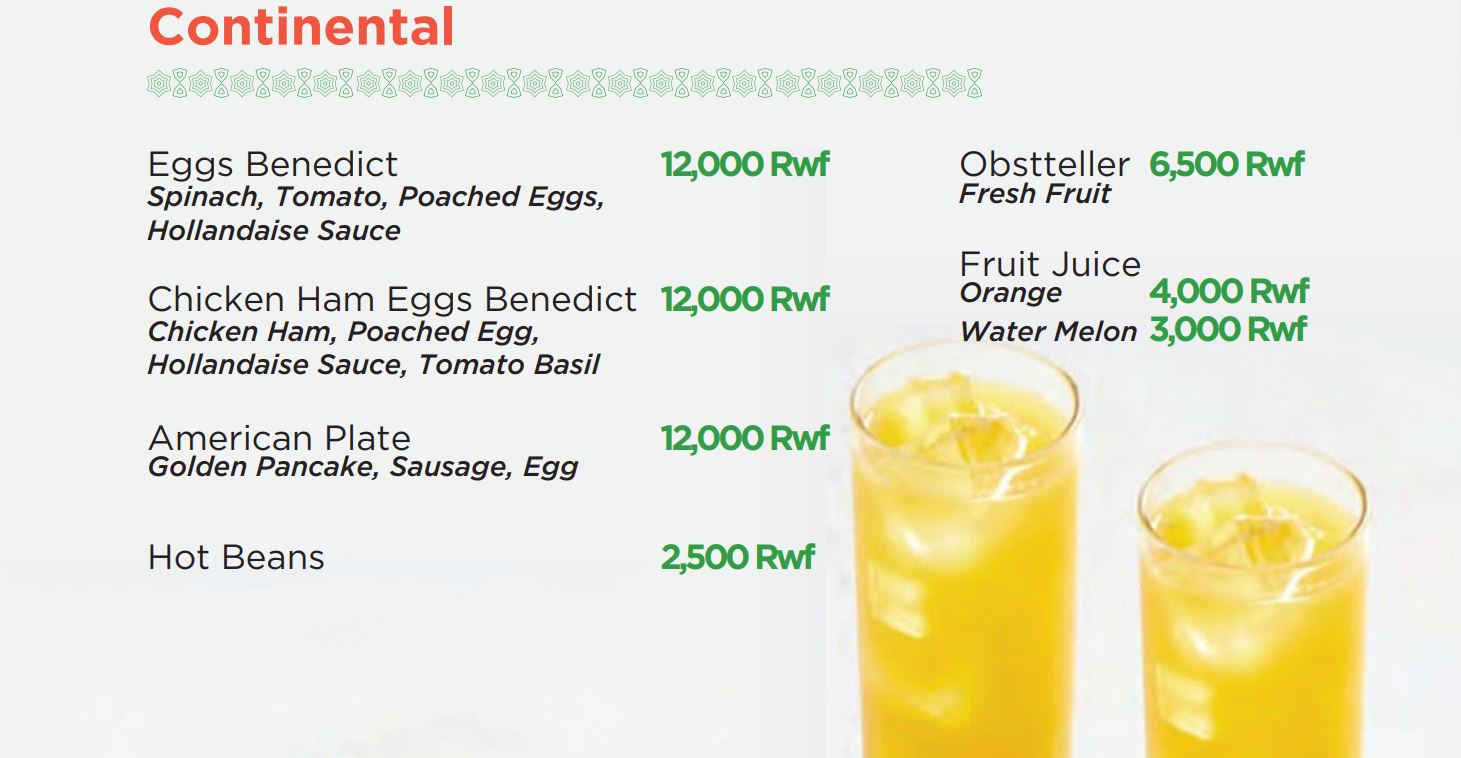 Continental
Eggs Benedict 12,000 Rwf
Spinach, Tomato, Poached Eggs,
Hollandaise Sauce
Chicken Ham Eggs Benedict 12,000 Rwf
Chicken Ham, Poached Egg,
Hollandaise Sauce, Tomato Basil
American Plate 12,000 Rwf
Golden Pancake, Sausage, Egg
Hot Beans 2,500 Rwf
Obstteller 6,500 Rwf
Fresh Fruit
Fruit Juice
Orange 4,000 Rwf
Water Melon 3,000 Rwf